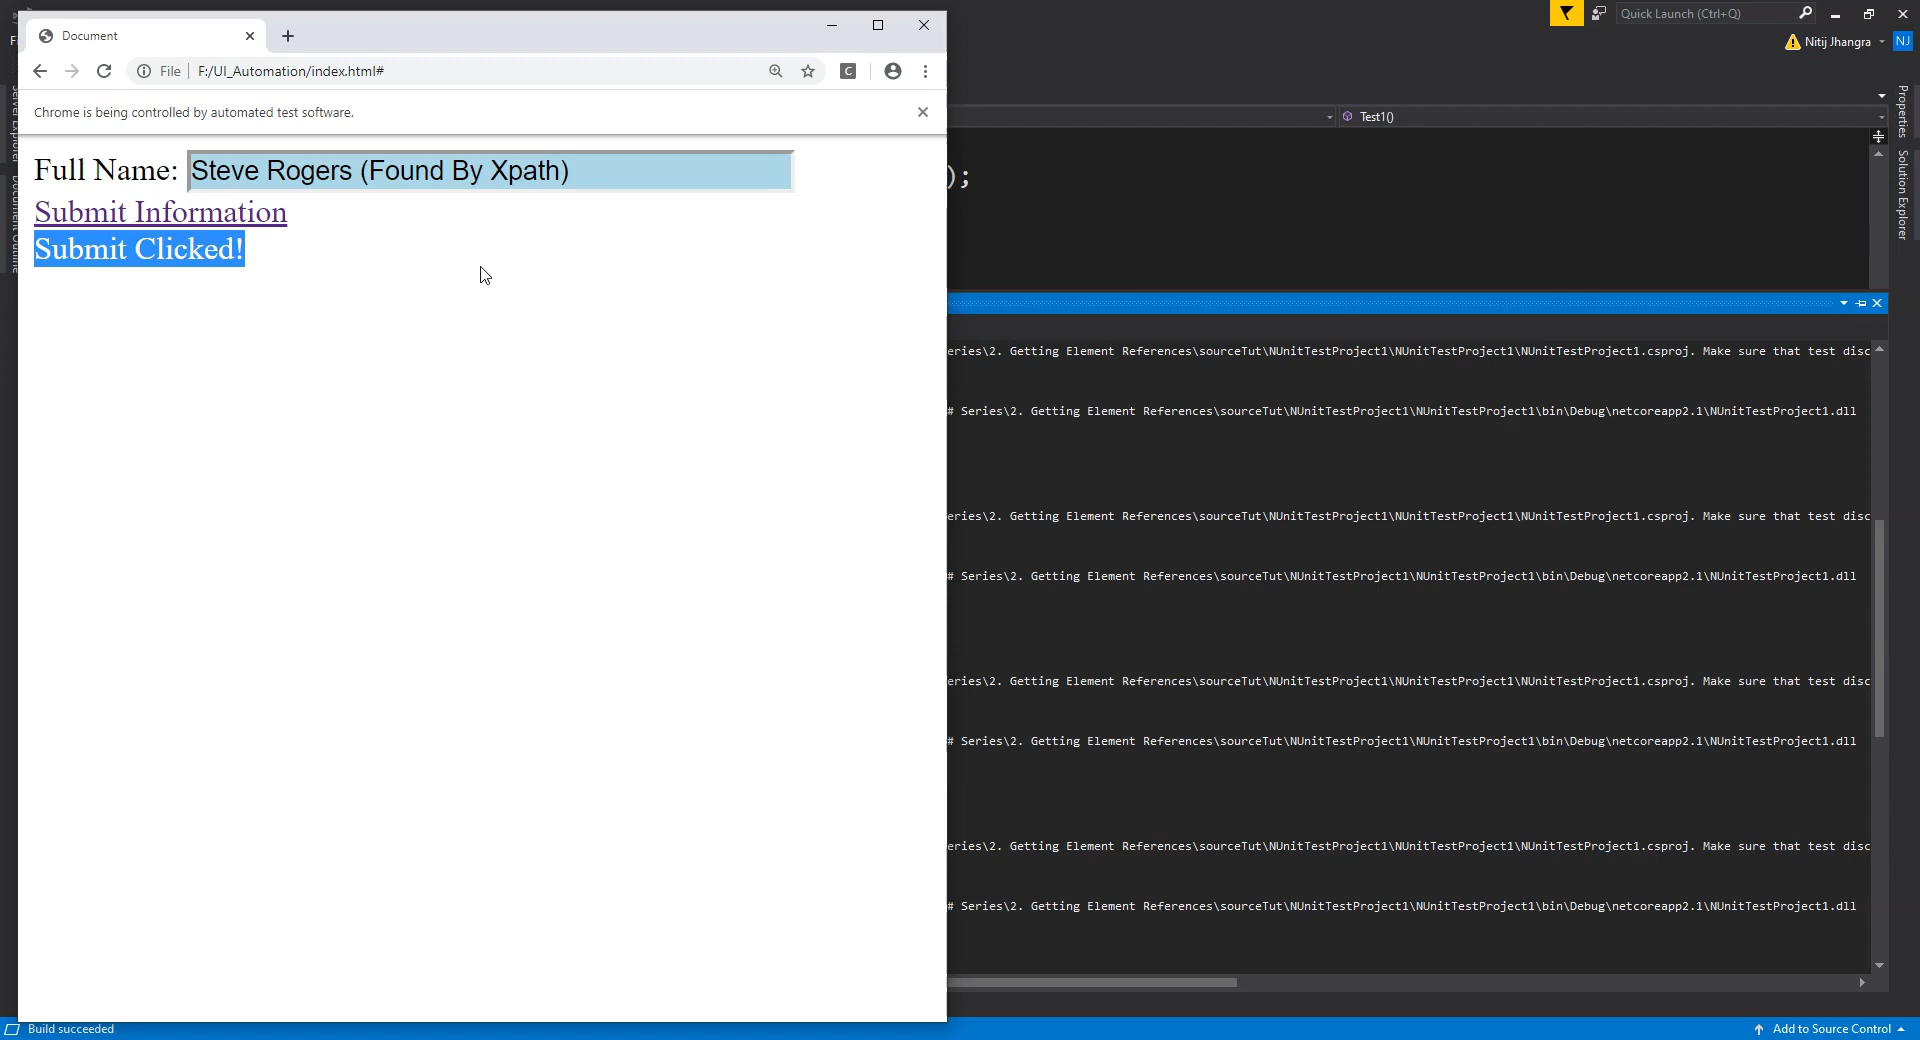 Document
File
F:/UI_Automation/index.html#
Chrome is being controlled by automated test software.
Full Name: Steve Rogers (Found By Xpath)
Submit Information
Submit Clicked!
Quick Launch (Ctrl+Q)
Nitij Jhangra
NJ
Test1()
);
Properties
Solution Explorer
eries\2. Getting Element References\sourceTut\NUnitTestProject1\NUnitTestProject1\NUnitTestProject1.csproj. Make sure that test disc
# Series\2. Getting Element References\sourceTut\NUnitTestProject1\NUnitTestProject1\bin\Debug\netcoreapp2.1\NUnitTestProject1.dll
eries\2. Getting Element References\sourceTut\NUnitTestProject1\NUnitTestProject1\NUnitTestProject1.csproj. Make sure that test disc
# Series\2. Getting Element References\sourceTut\NUnitTestProject1\NUnitTestProject1\bin\Debug\netcoreapp2.1\NUnitTestProject1.dll
eries\2. Getting Element References\sourceTut\NUnitTestProject1\NUnitTestProject1\NUnitTestProject1.csproj. Make sure that test disc
# Series\2. Getting Element References\sourceTut\NUnitTestProject1\NUnitTestProject1\bin\Debug\netcoreapp2.1\NUnitTestProject1.dll
eries\2. Getting Element References\sourceTut\NUnitTestProject1\NUnitTestProject1\NUnitTestProject1.csproj. Make sure that test disc
# Series\2. Getting Element References\sourceTut\NUnitTestProject1\NUnitTestProject1\bin\Debug\netcoreapp2.1\NUnitTestProject1.dll
Build succeeded
Add to Source Control